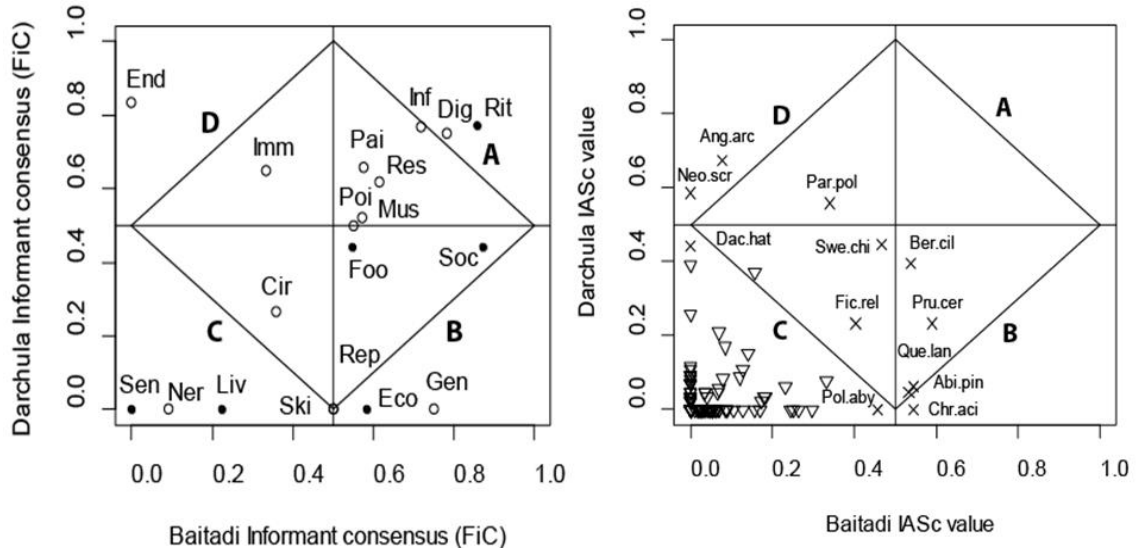 Darchula Informant consensus (FiC)
0.0 0.2 0.4 0.6 0.8 1.0
End
D
Inf Dig Rit
Imm
Pai
A
Res
Poi
Mus
Foo
Soc
Cir
C
B
Rep
Sen Ner Liv
Ski
Eco Gen
0.0 0.2 0.4 0.6 0.8 1.0
Baitadi Informant consensus (FiC)
Darchula IASc value
0.0 0.2 0.4 0.6 0.8 1.0
D
A
Ang.arc
Neo.scr
Par.pol
Dac.hat
Swe.chi
Ber.cil
Fic.rel
Pru.cer
C
B
Que.lan
Pol.aby
Abi.pin
Chr.aci
0.0 0.2 0.4 0.6 0.8 1.0
Baitadi IASc value